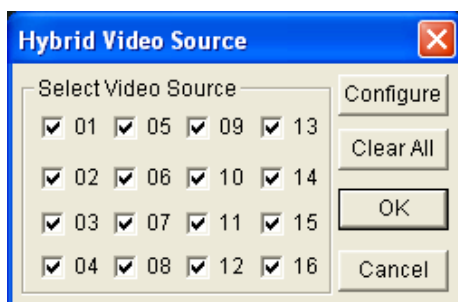 Hybrid Video Source
Select Video Source
Configure
01 05 09 13
Clear All
02 06 10 14
OK
03 07 11 15
04 08 12 16
Cancel